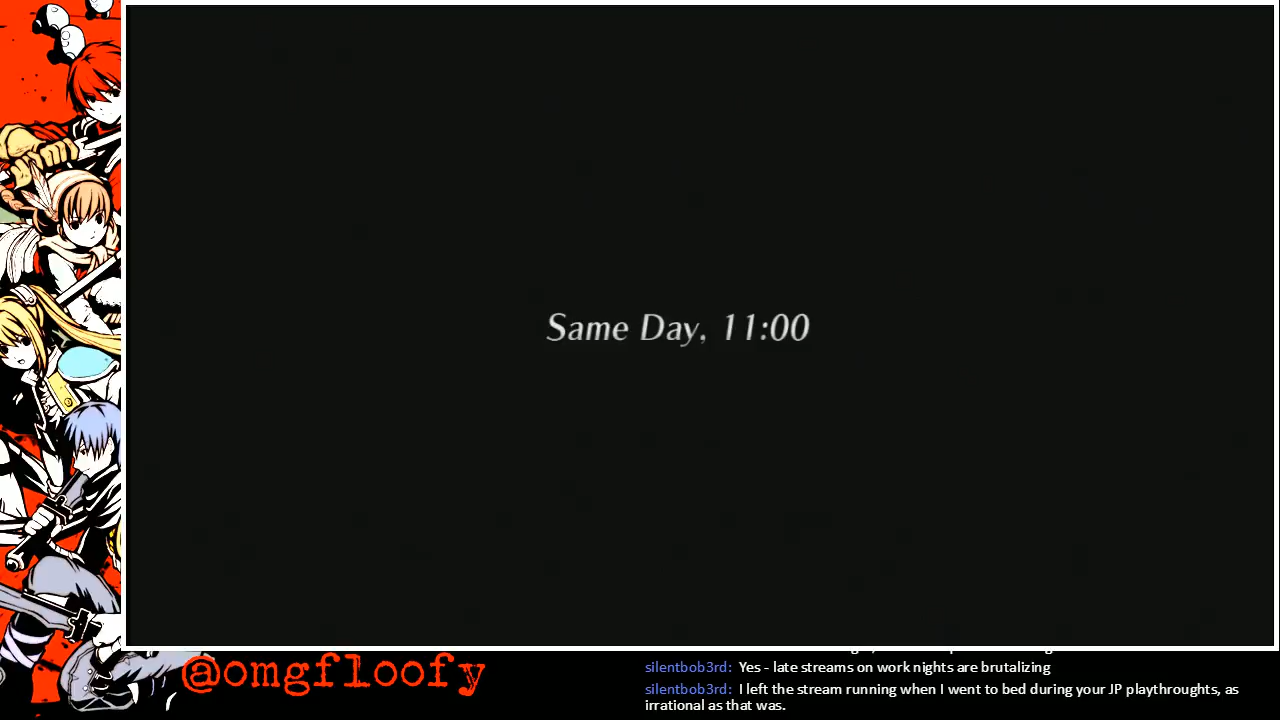 Same Day, 11:00
@omgfloofy
silentbob3rd: Yes - late streams on work nights are brutalizing
silentbob3rd: I left the stream running when I went to bed during your JP playthroughts, as
irrational as that was.